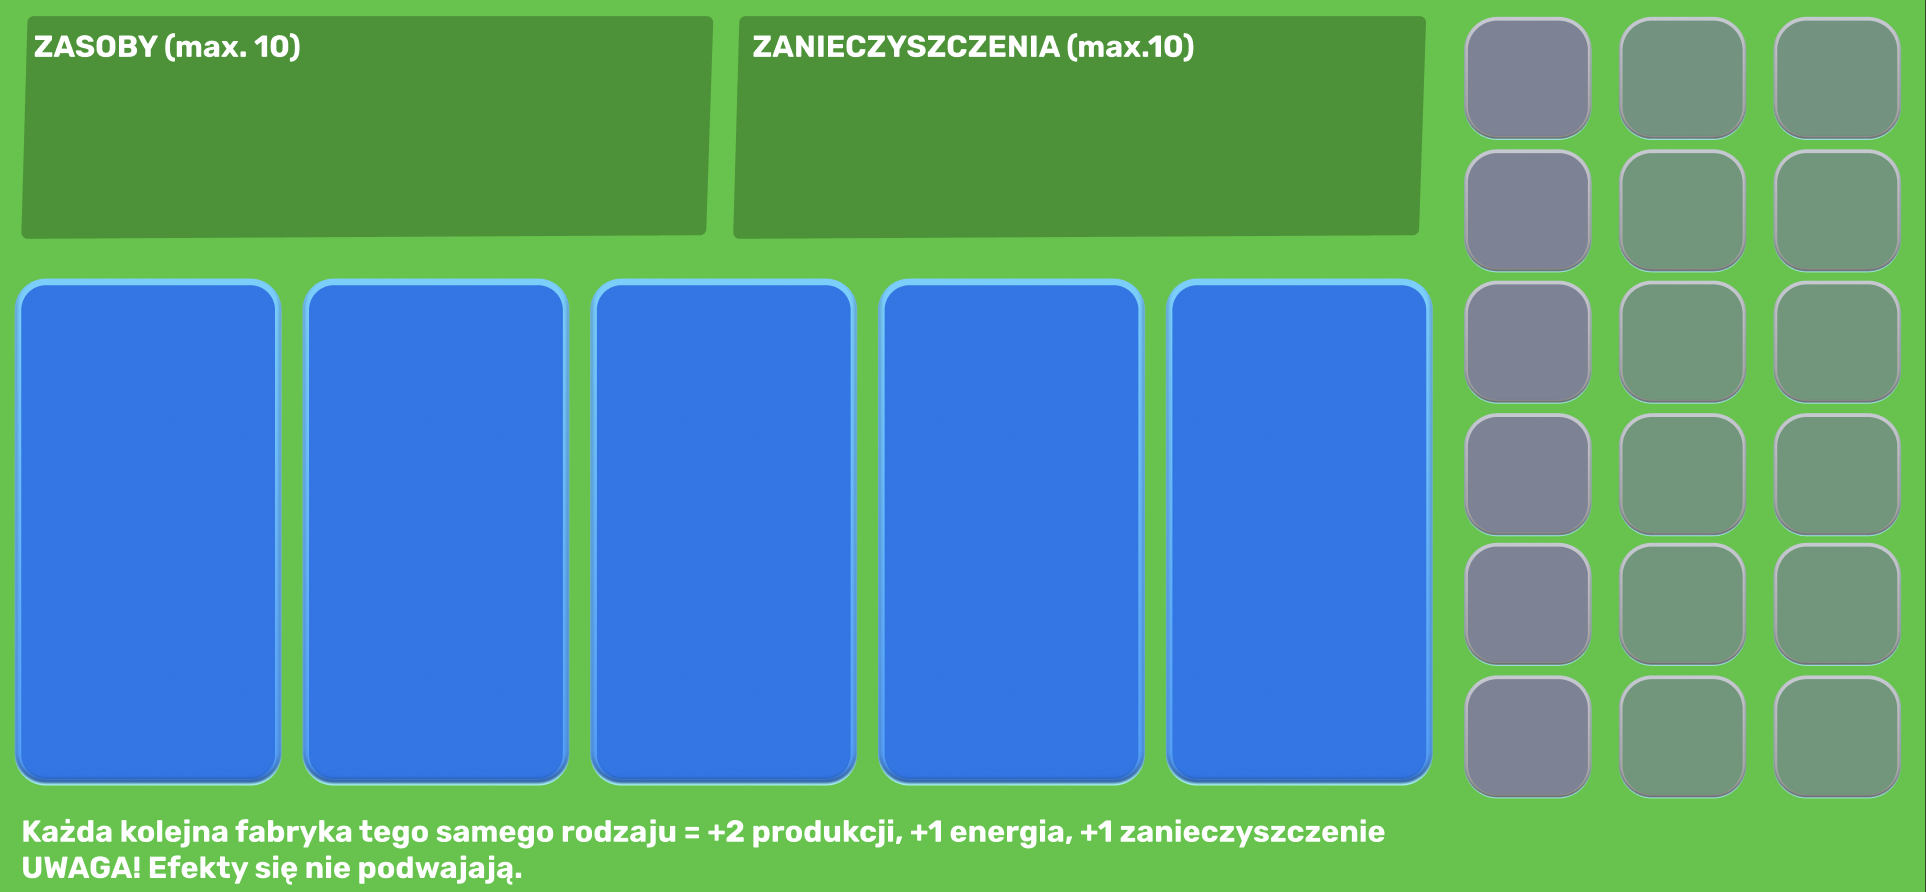 ZASOBY (max. 10)
ZANIECZYSZCZENIA (max.10)
Każda kolejna fabryka tego samego rodzaju = +2 produkcji, +1 energia, +1 zanieczyszczenie
UWAGA! Efekty się nie podwajają.